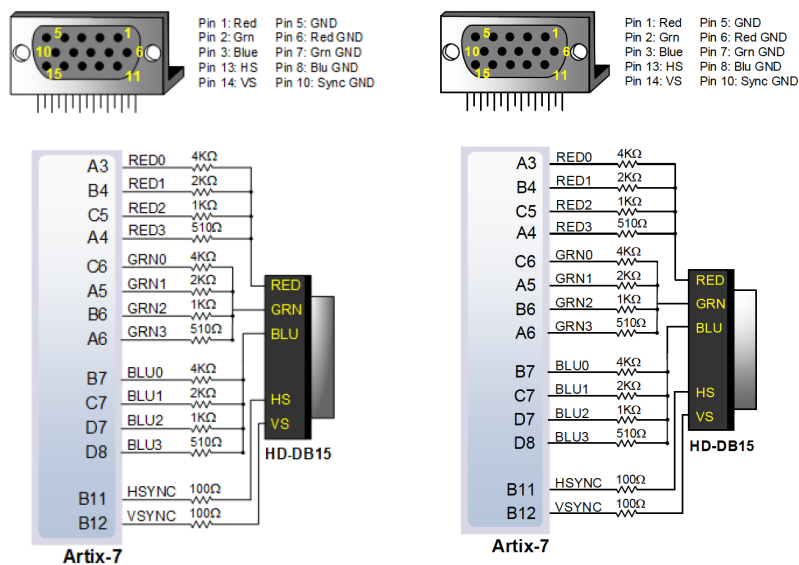 5 1
10 6
15 11
Pin 1: Red Pin 5: GND
Pin 2: Grn Pin 6: Red GND
Pin 3: Blue Pin 7: Grn GND
Pin 13: HS Pin 8: Blu GND
Pin 14: VS Pin 10: Sync GND
A3 RED0 4KΩ
B4 RED1 2KΩ
C5 RED2 1KΩ
A4 RED3 510Ω
C6 GRN0 4KΩ
A5 GRN1 2KΩ
B6 GRN2 1KΩ
A6 GRN3 510Ω
B7 BLU0 4KΩ
C7 BLU1 2KΩ
D7 BLU2 1KΩ
D8 BLU3 510Ω
B11 HSYNC 100Ω
B12 VSYNC 100Ω
RED
GRN
BLU
HS
VS
HD-DB15
Artix-7
5 1
10 6
15 11
Pin 1: Red Pin 5: GND
Pin 2: Grn Pin 6: Red GND
Pin 3: Blue Pin 7: Grn GND
Pin 13: HS Pin 8: Blu GND
Pin 14: VS Pin 10: Sync GND
A3 RED0 4KΩ
B4 RED1 2KΩ
C5 RED2 1KΩ
A4 RED3 510Ω
C6 GRN0 4KΩ
A5 GRN1 2KΩ
B6 GRN2 1KΩ
A6 GRN3 510Ω
B7 BLU0 4KΩ
C7 BLU1 2KΩ
D7 BLU2 1KΩ
D8 BLU3 510Ω
B11 HSYNC 100Ω
B12 VSYNC 100Ω
RED
GRN
BLU
HS
VS
HD-DB15
Artix-7